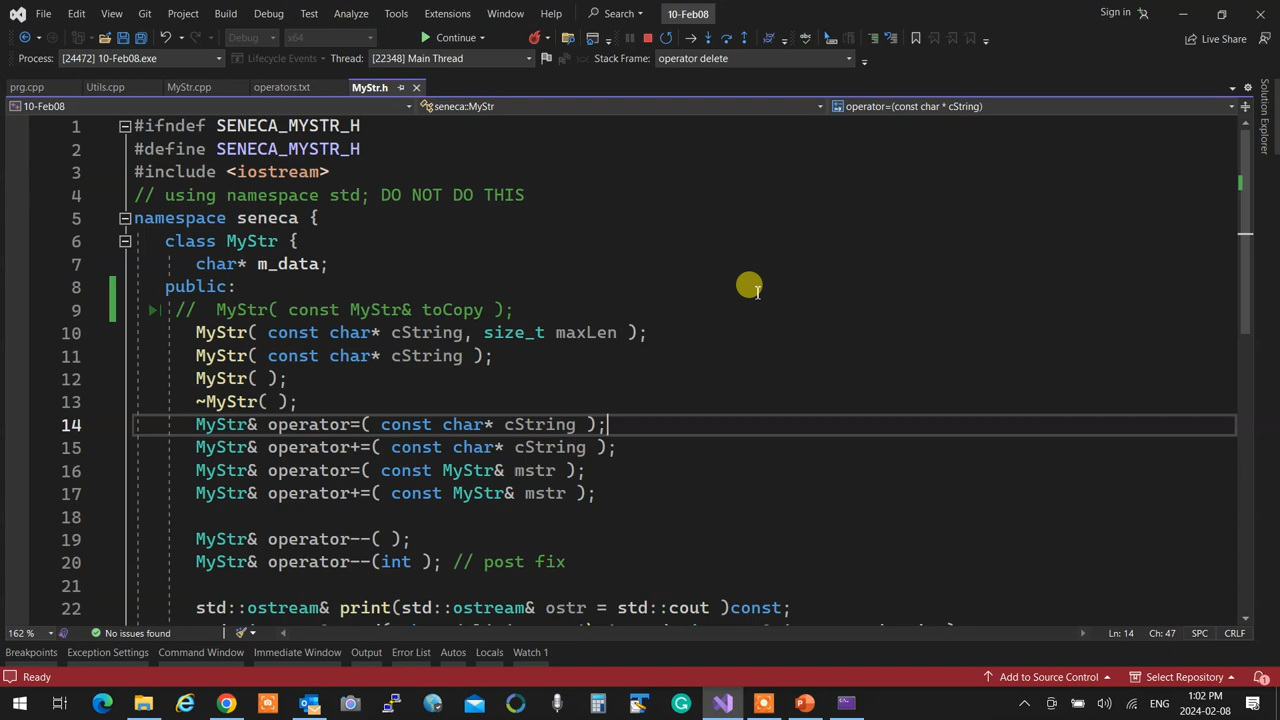 File Edit View Git Project Build Debug Test Analyze Tools Extensions Window Help Search 10-Feb08 Sign in
Debug x64 Continue Live Share
Process: [24472] 10-Feb08.exe Lifecycle Events Thread: [22348] Main Thread Stack Frame: operator delete
prg.cpp Utils.cpp MyStr.cpp operators.txt MyStr.h
10-Feb08 seneca::MyStr operator=(const char * cString)
Solution Explorer
1 #ifndef SENECA_MYSTR_H
2 #define SENECA_MYSTR_H
3 #include <iostream>
4 // using namespace std; DO NOT DO THIS
5 namespace seneca {
6 class MyStr {
7 char* m_data;
8 public:
9 // MyStr( const MyStr& toCopy );
10 MyStr( const char* cString, size_t maxLen );
11 MyStr( const char* cString );
12 MyStr( );
13 ~MyStr( );
14 MyStr& operator=( const char* cString );
15 MyStr& operator+=( const char* cString );
16 MyStr& operator=( const MyStr& mstr );
17 MyStr& operator+=( const MyStr& mstr );
18
19 MyStr& operator--( );
20 MyStr& operator--(int ); // post fix
21
22 std::ostream& print(std::ostream& ostr = std::cout )const;
162 % No issues found Ln: 14 Ch: 47 SPC CRLF
Breakpoints Exception Settings Command Window Immediate Window Output Error List Autos Locals Watch 1
Ready Add to Source Control Select Repository 1
ENG 1:02 PM 2024-02-08